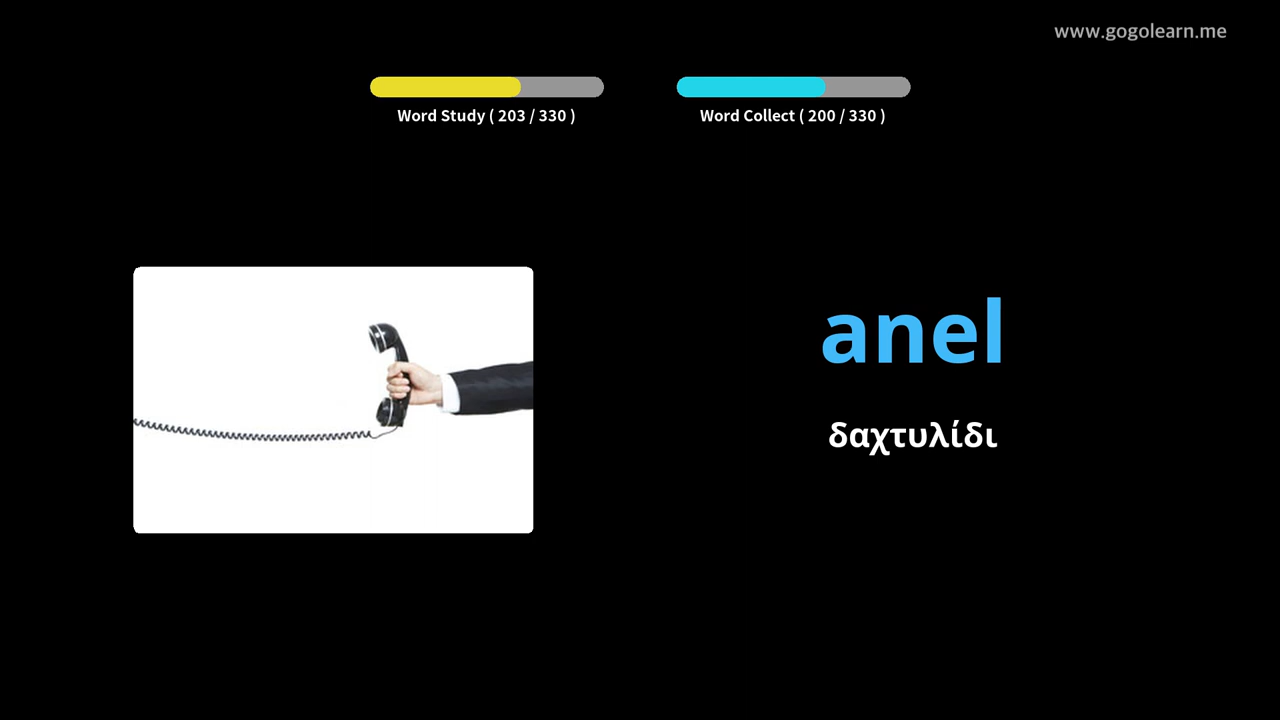 www.gogolearn.me
Word Study ( 203 / 330 )
Word Collect ( 200 / 330 )
anel
δαχτυλίδι